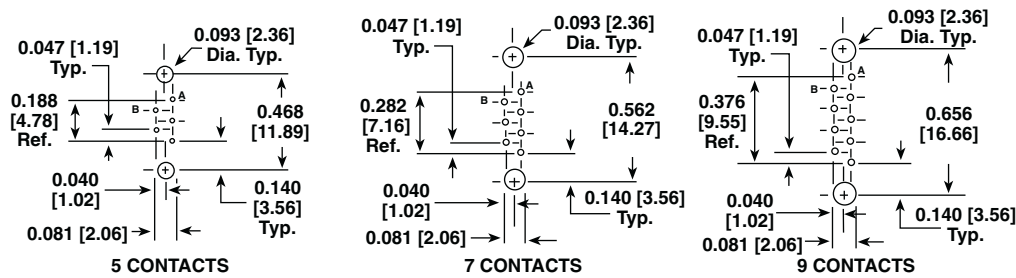 0.047 [1.19]
Typ.
0.093 [2.36]
Dia. Typ.
A
B
0.188
[4.78]
Ref.
0.468
[11.89]
0.040
[1.02]
0.140
[3.56]
Typ.
0.081 [2.06]
5 CONTACTS
0.047 [1.19]
Typ.
0.093 [2.36]
Dia. Typ.
A
B
0.282
[7.16]
Ref.
0.562
[14.27]
0.040
[1.02]
0.140 [3.56]
Typ.
0.081 [2.06]
7 CONTACTS
0.047 [1.19]
Typ.
0.093 [2.36]
Dia. Typ.
A
B
0.376
[9.55]
Ref.
0.656
[16.66]
0.040
[1.02]
0.140 [3.56]
Typ.
0.081 [2.06]
9 CONTACTS